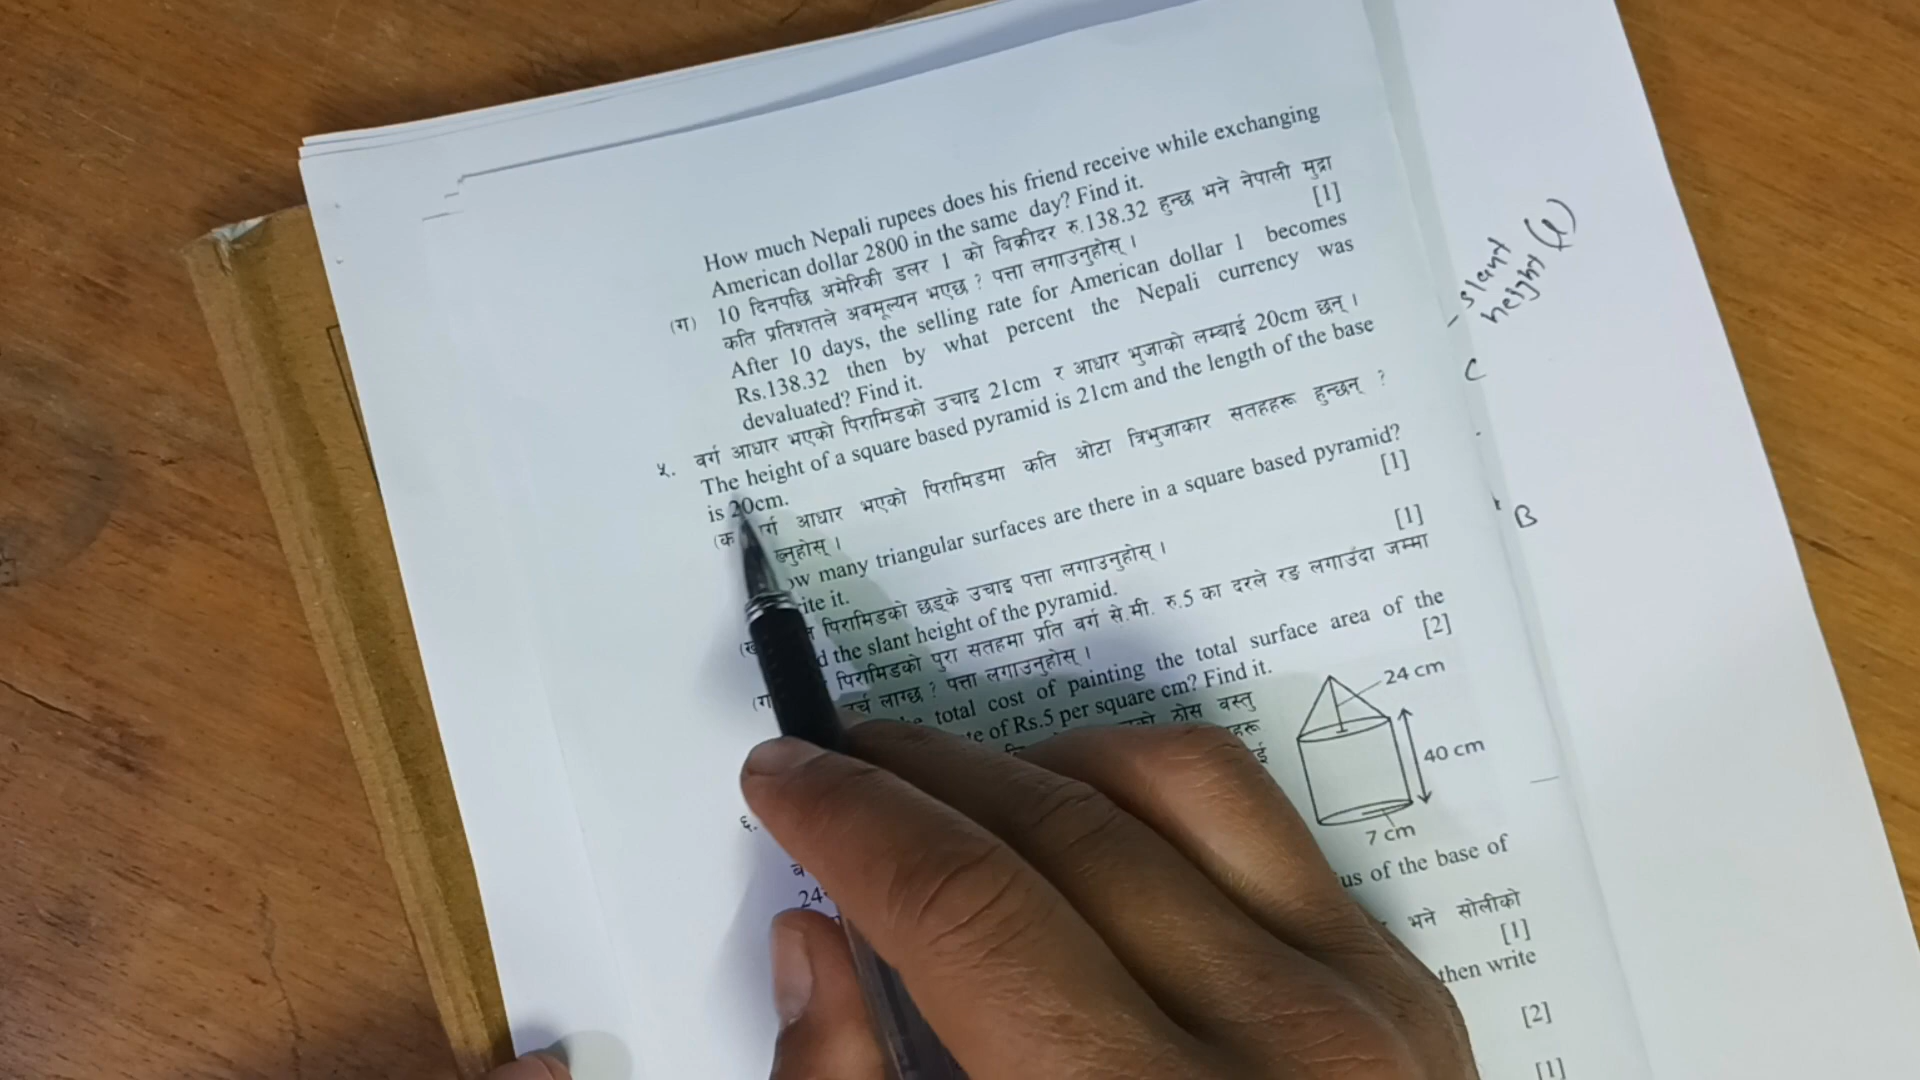 How much Nepali rupees does his friend receive while exchanging
American dollar 2800 in the same day? Find it. [1]
(ग) 10 दिनपछि अमेरिकी डलर 1 को बिक्रीदर रु.138.32 हुन्छ भने नेपाली मुद्रा
कति प्रतिशतले अवमूल्यन भएछ ? पत्ता लगाउनुहोस् ।
After 10 days, the selling rate for American dollar 1 becomes
Rs.138.32 then by what percent the Nepali currency was
devaluated? Find it.
५. वर्ग आधार भएको पिरामिडको उचाइ 21cm र आधार भुजाको लम्बाई 20cm छन् ।
The height of a square based pyramid is 21cm and the length of the base
is 20cm.
(क आधार भएको पिरामिडमा कति ओटा त्रिभुजाकार सतहहरू हुन्छन् ?
many triangular surfaces are there in a square based pyramid?
it. [1]
पिरामिडको छड्के उचाइ पत्ता लगाउनुहोस् । [1]
the slant height of the pyramid.
(ग पिरामिडको पुरा सतहमा प्रति वर्ग से.मी. रु.5 का दरले रङ लगाउँदा जम्मा
लाग्छ ? पत्ता लगाउनुहोस् ।
total cost of painting the total surface area of the
of Rs.5 per square cm? Find it. [2]
ठोस वस्तु
६.
24 cm
40 cm
7 cm
of the base of
भने सोलीको
[1]
then write
[2]
[1]
slant
height (l)
C
B